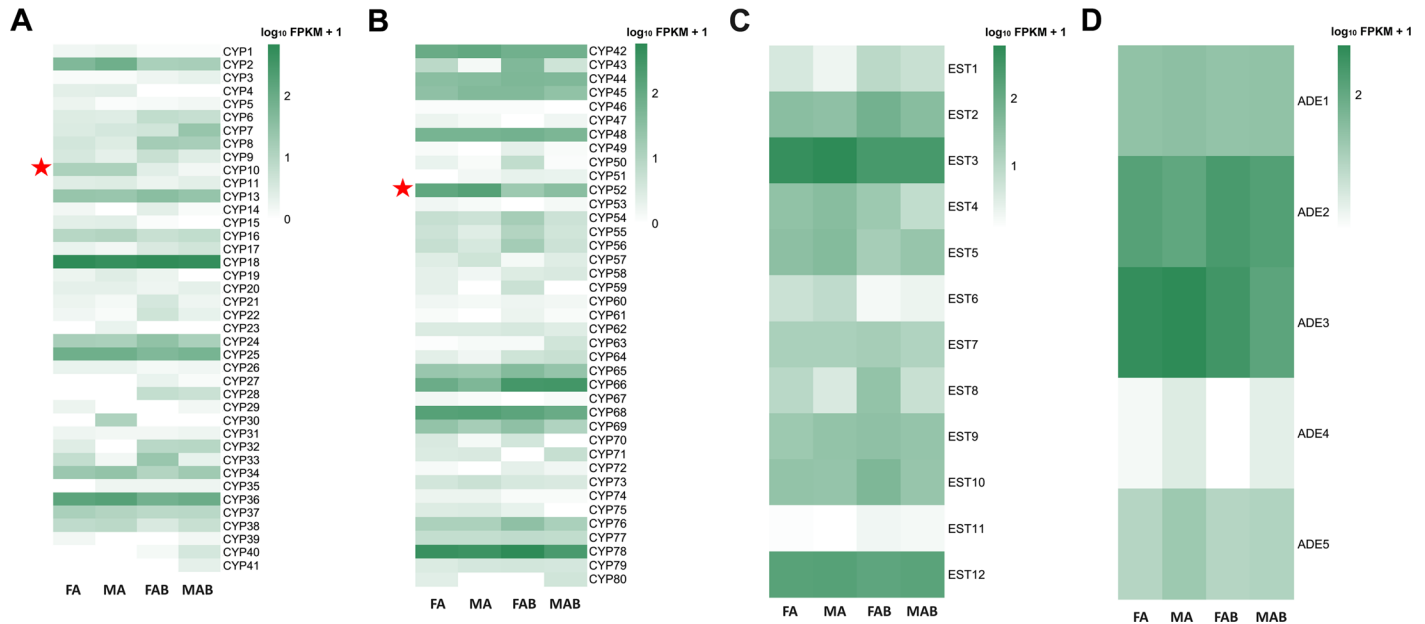 A
log₁₀ FPKM + 1
2
1
0
CYP1
CYP2
CYP3
CYP4
CYP5
CYP6
CYP7
CYP8
CYP9
CYP10
CYP11
CYP13
CYP14
CYP15
CYP16
CYP17
CYP18
CYP19
CYP20
CYP21
CYP22
CYP23
CYP24
CYP25
CYP26
CYP27
CYP28
CYP29
CYP30
CYP31
CYP32
CYP33
CYP34
CYP35
CYP36
CYP37
CYP38
CYP39
CYP40
CYP41
FA MA FAB MAB
B
log₁₀ FPKM + 1
2
1
0
CYP42
CYP43
CYP44
CYP45
CYP46
CYP47
CYP48
CYP49
CYP50
CYP51
CYP52
CYP53
CYP54
CYP55
CYP56
CYP57
CYP58
CYP59
CYP60
CYP61
CYP62
CYP63
CYP64
CYP65
CYP66
CYP67
CYP68
CYP69
CYP70
CYP71
CYP72
CYP73
CYP74
CYP75
CYP76
CYP77
CYP78
CYP79
CYP80
FA MA FAB MAB
C
log₁₀ FPKM + 1
2
1
EST1
EST2
EST3
EST4
EST5
EST6
EST7
EST8
EST9
EST10
EST11
EST12
FA MA FAB MAB
D
log₁₀ FPKM + 1
2
ADE1
ADE2
ADE3
ADE4
ADE5
FA MA FAB MAB